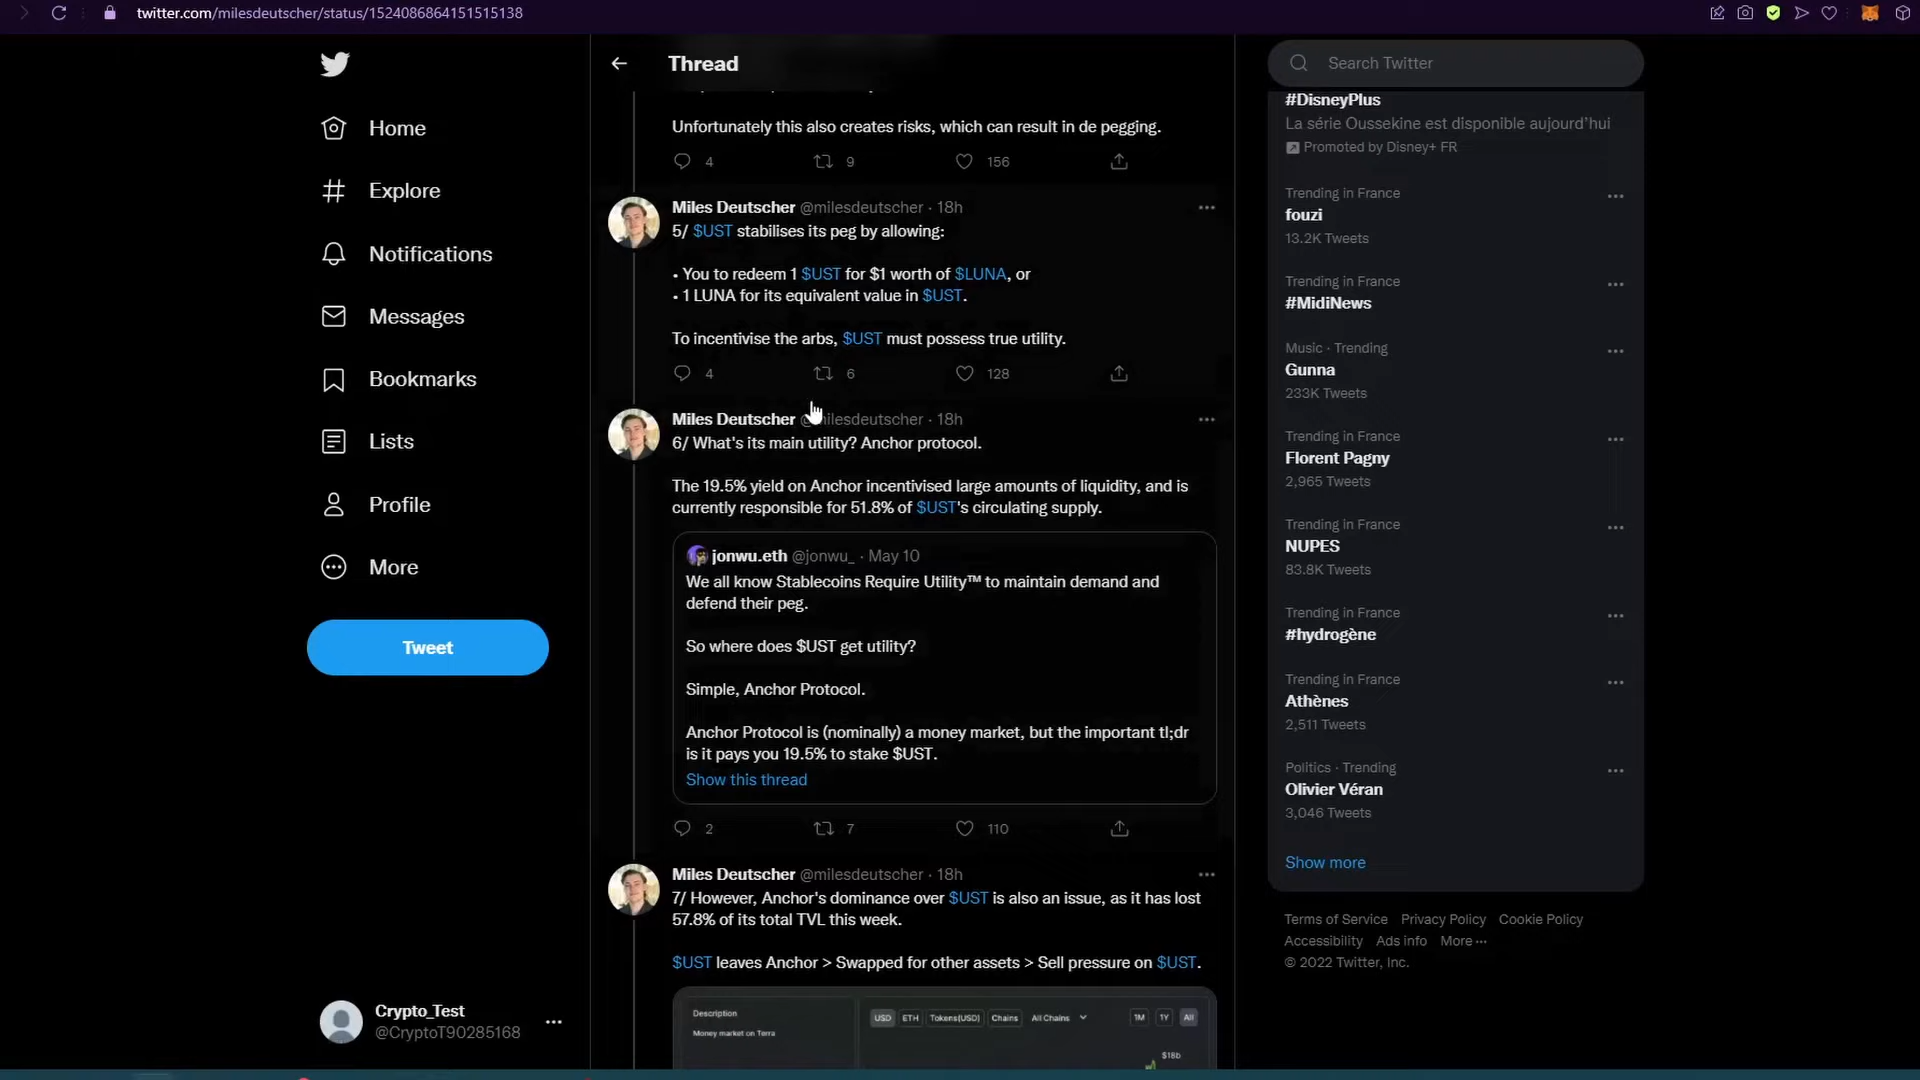 twitter.com/milesdeutscher/status/1524086864151515138
Home
Explore
Notifications
Messages
Bookmarks
Lists
Profile
More
Tweet
Crypto_Test
@CryptoT90285168
Thread
Unfortunately this also creates risks, which can result in de pegging.
4 9 156
Miles Deutscher @milesdeutscher · 18h
5/ $UST stabilises its peg by allowing:
• You to redeem 1 $UST for $1 worth of $LUNA, or
• 1 LUNA for its equivalent value in $UST.
To incentivise the arbs, $UST must possess true utility.
4 6 128
Miles Deutscher @milesdeutscher · 18h
6/ What's its main utility? Anchor protocol.
The 19.5% yield on Anchor incentivised large amounts of liquidity, and is
currently responsible for 51.8% of $UST's circulating supply.
jonwu.eth @jonwu_ · May 10
We all know Stablecoins Require Utility™ to maintain demand and
defend their peg.
So where does $UST get utility?
Simple, Anchor Protocol.
Anchor Protocol is (nominally) a money market, but the important tl;dr
is it pays you 19.5% to stake $UST.
Show this thread
2 7 110
Miles Deutscher @milesdeutscher · 18h
7/ However, Anchor's dominance over $UST is also an issue, as it has lost
57.8% of its total TVL this week.
$UST leaves Anchor > Swapped for other assets > Sell pressure on $UST.
Description
Money market on Terra
USD ETH Tokens(USD) Chains All Chains 1M 1Y All
$18b
Search Twitter
#DisneyPlus
La série Oussekine est disponible aujourd'hui
Promoted by Disney+ FR
Trending in France
fouzi
13.2K Tweets
Trending in France
#MidiNews
Music · Trending
Gunna
233K Tweets
Trending in France
Florent Pagny
2,965 Tweets
Trending in France
NUPES
83.8K Tweets
Trending in France
#hydrogène
Trending in France
Athènes
2,511 Tweets
Politics · Trending
Olivier Véran
3,046 Tweets
Show more
Terms of Service Privacy Policy Cookie Policy
Accessibility Ads info More ···
© 2022 Twitter, Inc.